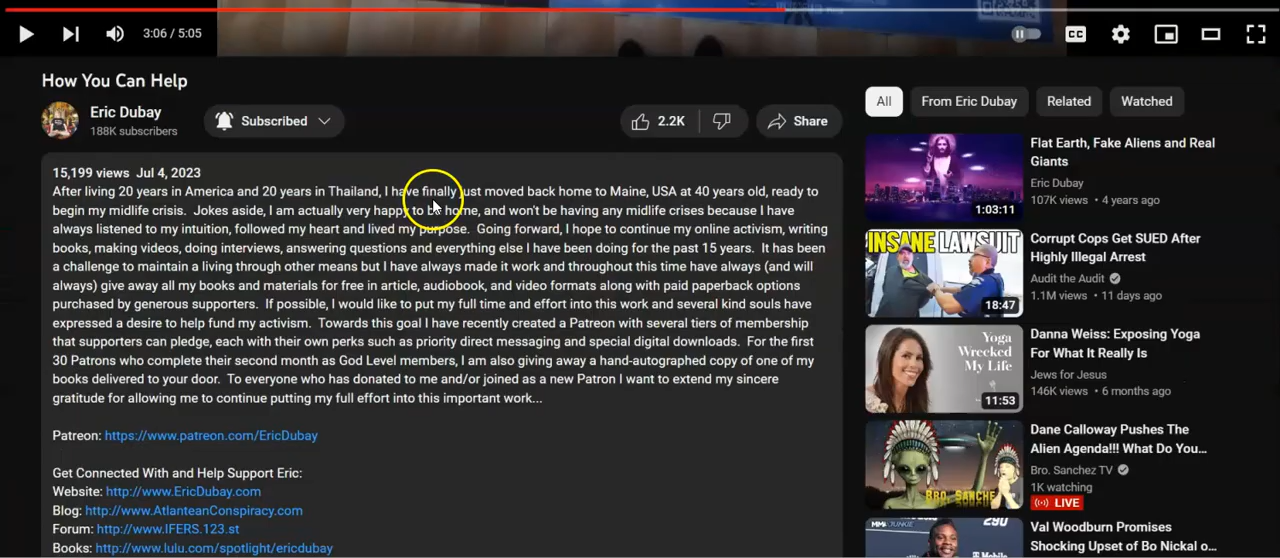 3:06 / 5:05
CC
How You Can Help
Eric Dubay
188K subscribers
Subscribed
2.2K
Share
15,199 views Jul 4, 2023
After living 20 years in America and 20 years in Thailand, I have finally just moved back home to Maine, USA at 40 years old, ready to
begin my midlife crisis. Jokes aside, I am actually very happy to be home, and won't be having any midlife crises because I have
always listened to my intuition, followed my heart and lived my purpose. Going forward, I hope to continue my online activism, writing
books, making videos, doing interviews, answering questions and everything else I have been doing for the past 15 years. It has been
a challenge to maintain a living through other means but I have always made it work and throughout this time have always (and will
always) give away all my books and materials for free in article, audiobook, and video formats along with paid paperback options
purchased by generous supporters. If possible, I would like to put my full time and effort into this work and several kind souls have
expressed a desire to help fund my activism. Towards this goal I have recently created a Patreon with several tiers of membership
that supporters can pledge, each with their own perks such as priority direct messaging and special digital downloads. For the first
30 Patrons who complete their second month as God Level members, I am also giving away a hand-autographed copy of one of my
books delivered to your door. To everyone who has donated to me and/or joined as a new Patron I want to extend my sincere
gratitude for allowing me to continue putting my full effort into this important work...
Patreon: https://www.patreon.com/EricDubay
Get Connected With and Help Support Eric:
Website: http://www.EricDubay.com
Blog: http://www.AtlanteanConspiracy.com
Forum: http://www.IFERS.123.st
Books: http://www.lulu.com/spotlight/ericdubay
All
From Eric Dubay
Related
Watched
1:03:11
Flat Earth, Fake Aliens and Real
Giants
Eric Dubay
107K views • 4 years ago
INSANE LAWSUIT
18:47
Corrupt Cops Get SUED After
Highly Illegal Arrest
Audit the Audit
1.1M views • 11 days ago
Yoga
Wrecked
My Life
11:53
Danna Weiss: Exposing Yoga
For What It Really Is
Jews for Jesus
146K views • 6 months ago
BRO. SANCHE
Dane Calloway Pushes The
Alien Agenda!!! What Do You...
Bro. Sanchez TV
1K watching
LIVE
MMA JUNKIE
290
Val Woodburn Promises
Shocking Upset of Bo Nickal o...